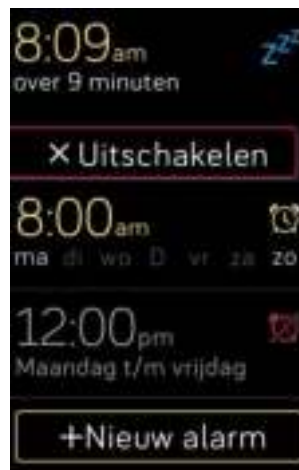 8:09am zzz
over 9 minuten
×Uitschakelen
8:00am
ma di wo D vr za zo
12:00pm
Maandag t/m vrijdag
+Nieuw alarm